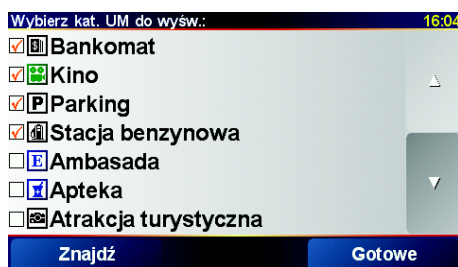 Wybierz kat. UM do wyśw.: 16:04
Bankomat
Kino
P Parking
Stacja benzynowa
E Ambasada
Apteka
Atrakcja turystyczna
Znajdź Gotowe